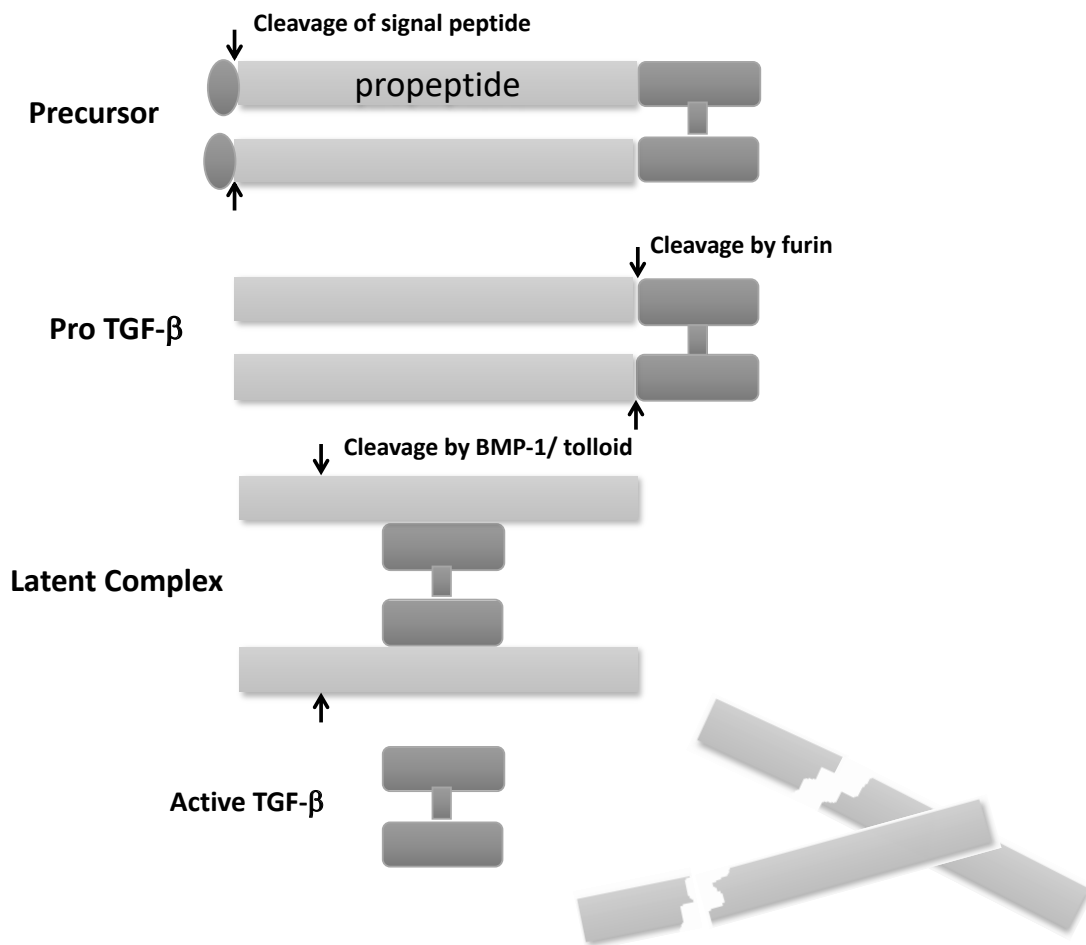 Cleavage of signal peptide
propeptide
Precursor
Cleavage by furin
Pro TGF-β
Cleavage by BMP-1/ tolloid
Latent Complex
Active TGF-β